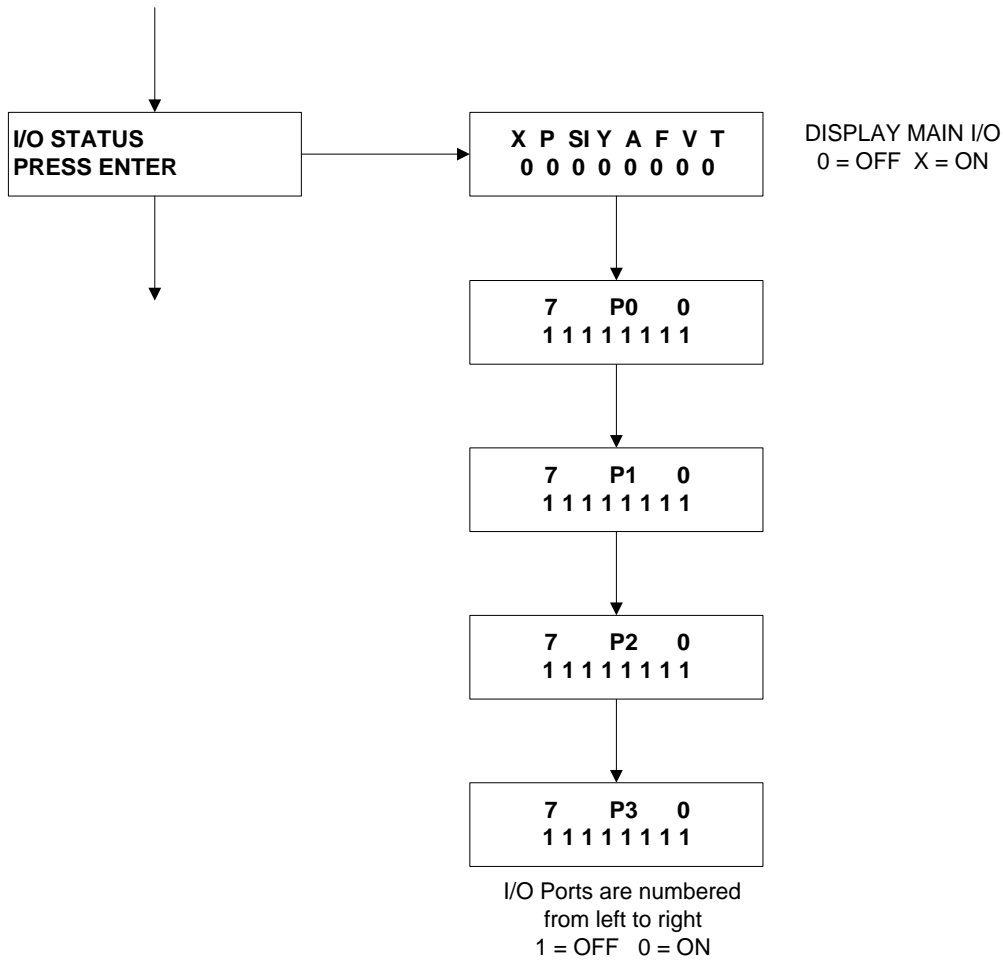 I/O STATUS
PRESS ENTER
X P SI Y A F V T
0 0 0 0 0 0 0 0
DISPLAY MAIN I/O
0 = OFF X = ON
7 P0 0
1 1 1 1 1 1 1 1
7 P1 0
1 1 1 1 1 1 1 1
7 P2 0
1 1 1 1 1 1 1 1
7 P3 0
1 1 1 1 1 1 1 1
I/O Ports are numbered
from left to right
1 = OFF 0 = ON